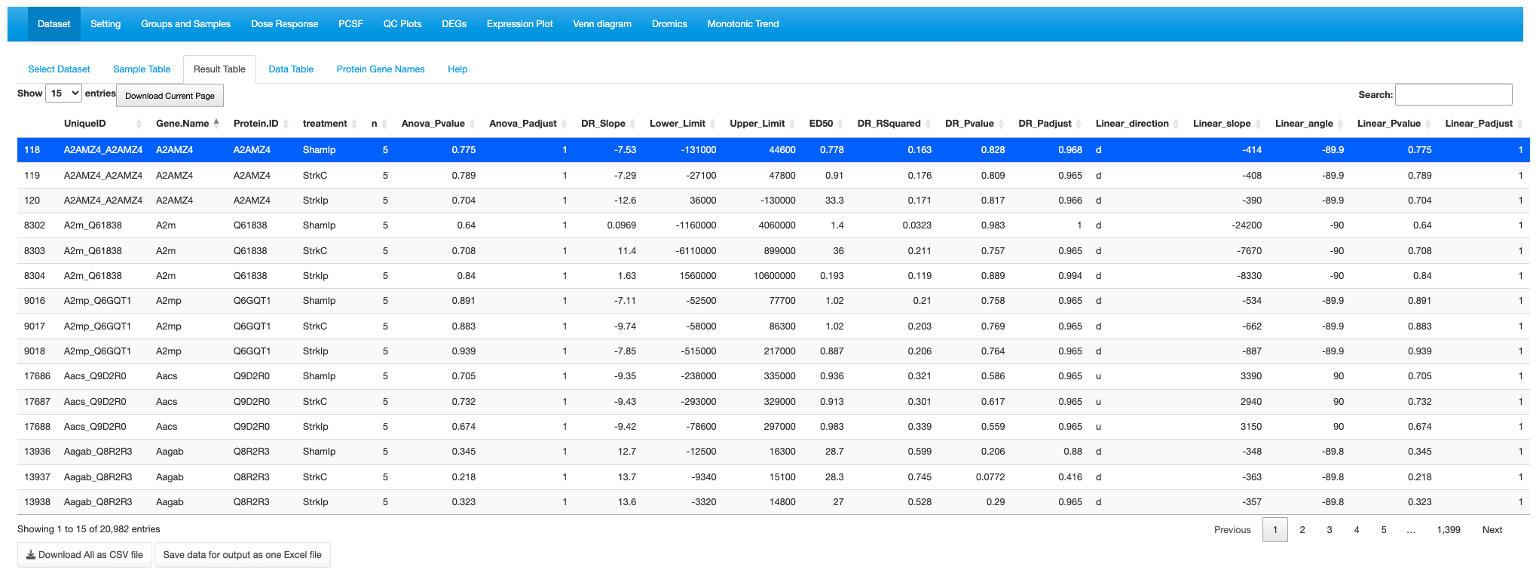 Dataset Setting Groups and Samples Dose Response PCSF QC Plots DEGs Expression Plot Venn diagram Dromics Monotonic Trend
Select Dataset Sample Table Result Table Data Table Protein Gene Names Help
Show 15 entries Download Current Page Search:
UniqueID Gene.Name Protein.ID treatment n Anova_Pvalue Anova_Padjust DR_Slope Lower_Limit Upper_Limit ED50 DR_RSquared DR_Pvalue DR_Padjust Linear_direction Linear_slope Linear_angle Linear_Pvalue Linear_Padjust
118 A2AMZ4_A2AMZ4 A2AMZ4 A2AMZ4 ShamIp 5 0.775 1 -7.53 -131000 44600 0.778 0.163 0.828 0.968 d -414 -89.9 0.775 1
119 A2AMZ4_A2AMZ4 A2AMZ4 A2AMZ4 StrkC 5 0.789 1 -7.29 -27100 47800 0.91 0.176 0.809 0.965 d -408 -89.9 0.789 1
120 A2AMZ4_A2AMZ4 A2AMZ4 A2AMZ4 StrkIp 5 0.704 1 -12.6 36000 -130000 33.3 0.171 0.817 0.966 d -390 -89.9 0.704 1
8302 A2m_Q61838 A2m Q61838 ShamIp 5 0.64 1 0.0969 -1160000 4060000 1.4 0.0323 0.983 1 d -24200 -90 0.64 1
8303 A2m_Q61838 A2m Q61838 StrkC 5 0.708 1 11.4 -6110000 899000 36 0.211 0.757 0.965 d -7670 -90 0.708 1
8304 A2m_Q61838 A2m Q61838 StrkIp 5 0.84 1 1.63 1560000 10600000 0.193 0.119 0.889 0.994 d -8330 -90 0.84 1
9016 A2mp_Q6GQT1 A2mp Q6GQT1 ShamIp 5 0.891 1 -7.11 -52500 77700 1.02 0.21 0.758 0.965 d -534 -89.9 0.891 1
9017 A2mp_Q6GQT1 A2mp Q6GQT1 StrkC 5 0.883 1 -9.74 -58000 86300 1.02 0.203 0.769 0.965 d -662 -89.9 0.883 1
9018 A2mp_Q6GQT1 A2mp Q6GQT1 StrkIp 5 0.939 1 -7.85 -515000 217000 0.887 0.206 0.764 0.965 d -887 -89.9 0.939 1
17686 Aacs_Q9D2R0 Aacs Q9D2R0 ShamIp 5 0.705 1 -9.35 -238000 335000 0.936 0.321 0.586 0.965 u 3390 90 0.705 1
17687 Aacs_Q9D2R0 Aacs Q9D2R0 StrkC 5 0.732 1 -9.43 -293000 329000 0.913 0.301 0.617 0.965 u 2940 90 0.732 1
17688 Aacs_Q9D2R0 Aacs Q9D2R0 StrkIp 5 0.674 1 -9.42 -78600 297000 0.983 0.339 0.559 0.965 u 3150 90 0.674 1
13936 Aagab_Q8R2R3 Aagab Q8R2R3 ShamIp 5 0.345 1 12.7 -12500 16300 28.7 0.599 0.206 0.88 d -348 -89.8 0.345 1
13937 Aagab_Q8R2R3 Aagab Q8R2R3 StrkC 5 0.218 1 13.7 -9340 15100 28.3 0.745 0.0772 0.416 d -363 -89.8 0.218 1
13938 Aagab_Q8R2R3 Aagab Q8R2R3 StrkIp 5 0.323 1 13.6 -3320 14800 27 0.528 0.29 0.965 d -357 -89.8 0.323 1
Showing 1 to 15 of 20,982 entries Previous 1 2 3 4 5 … 1,399 Next
Download All as CSV file Save data for output as one Excel file